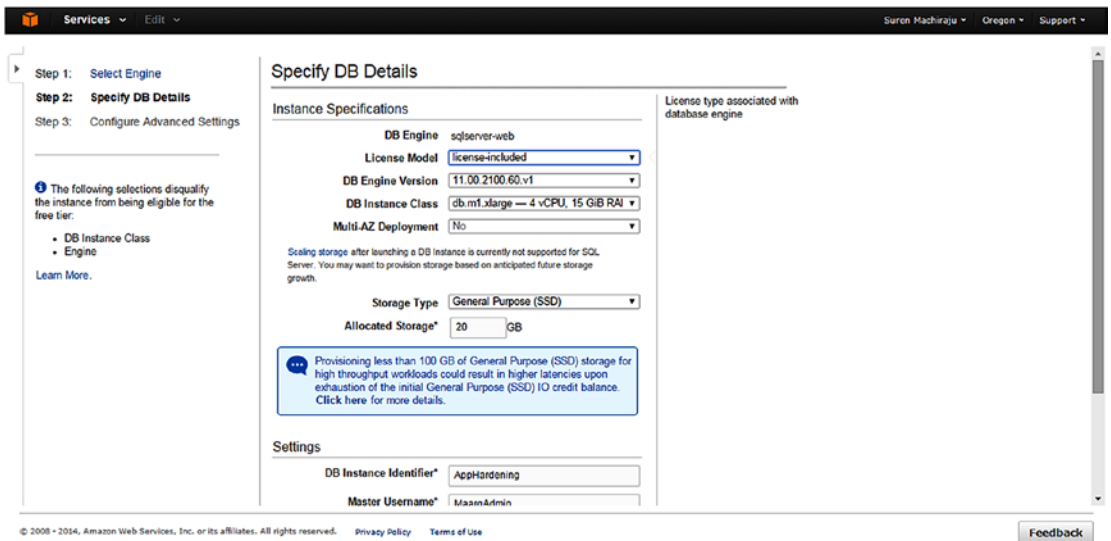 Services Edit Suren Machiraju Oregon Support
Step 1: Select Engine
Step 2: Specify DB Details
Step 3: Configure Advanced Settings
The following selections disqualify
the instance from being eligible for the
free tier:
• DB Instance Class
• Engine
Learn More.
Specify DB Details
Instance Specifications
DB Engine sqlserver-web
License Model license-included
DB Engine Version 11.00.2100.60.v1
DB Instance Class db.m1.xlarge — 4 vCPU, 15 GiB RAI
Multi-AZ Deployment No
Scaling storage after launching a DB Instance is currently not supported for SQL
Server. You may want to provision storage based on anticipated future storage
growth.
Storage Type General Purpose (SSD)
Allocated Storage* 20 GB
Provisioning less than 100 GB of General Purpose (SSD) storage for
high throughput workloads could result in higher latencies upon
exhaustion of the initial General Purpose (SSD) IO credit balance.
Click here for more details.
Settings
DB Instance Identifier* AppHardening
Master Username* MaaroAdmin
License type associated with
database engine
© 2008 - 2014, Amazon Web Services, Inc. or its affiliates. All rights reserved. Privacy Policy Terms of Use Feedback